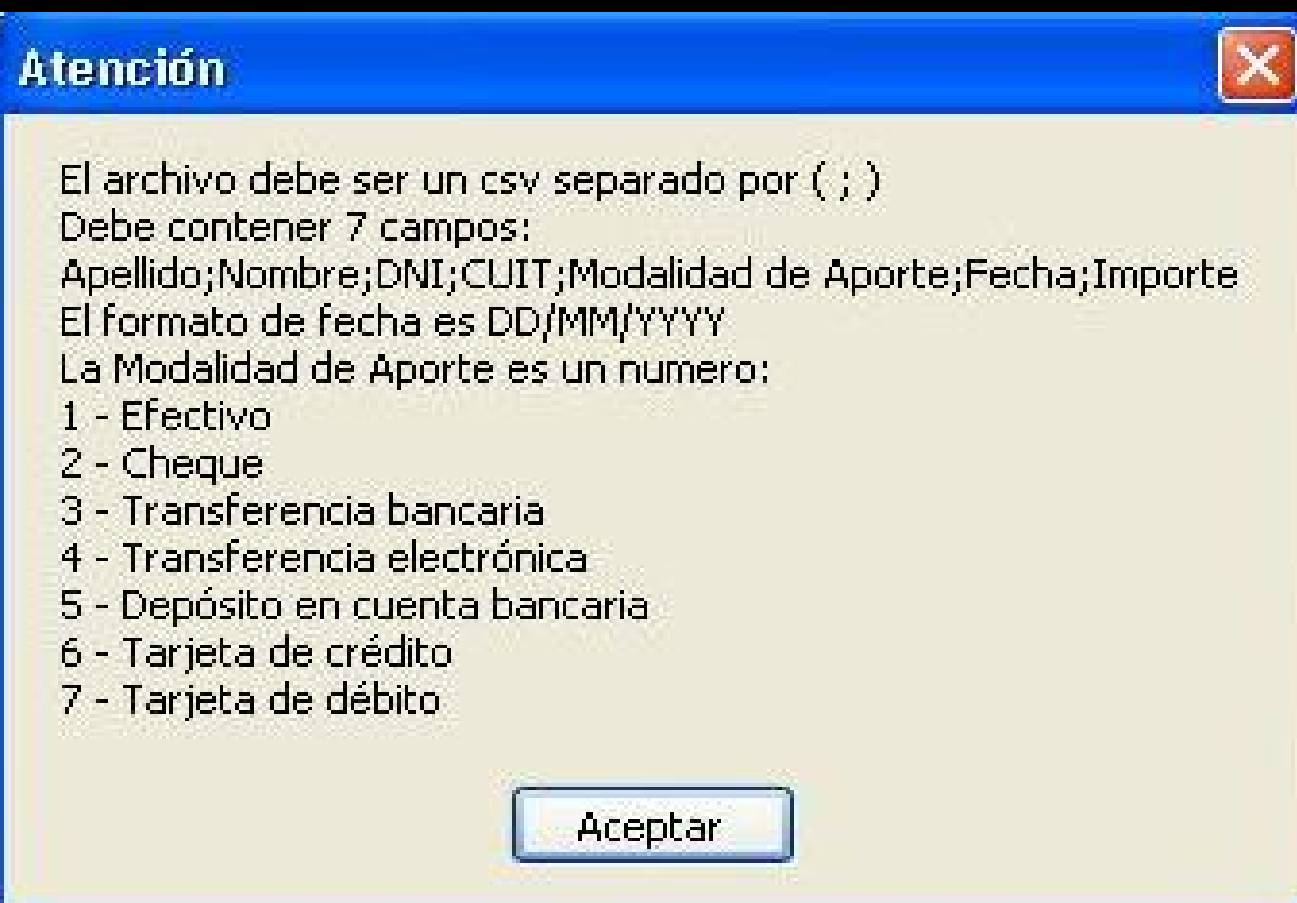 Atención
El archivo debe ser un csv separado por ( ; )
Debe contener 7 campos:
Apellido;Nombre;DNI;CUIT;Modalidad de Aporte;Fecha;Importe
El formato de fecha es DD/MM/YYYY
La Modalidad de Aporte es un numero:
1 - Efectivo
2 - Cheque
3 - Transferencia bancaria
4 - Transferencia electrónica
5 - Depósito en cuenta bancaria
6 - Tarjeta de crédito
7 - Tarjeta de débito
Aceptar